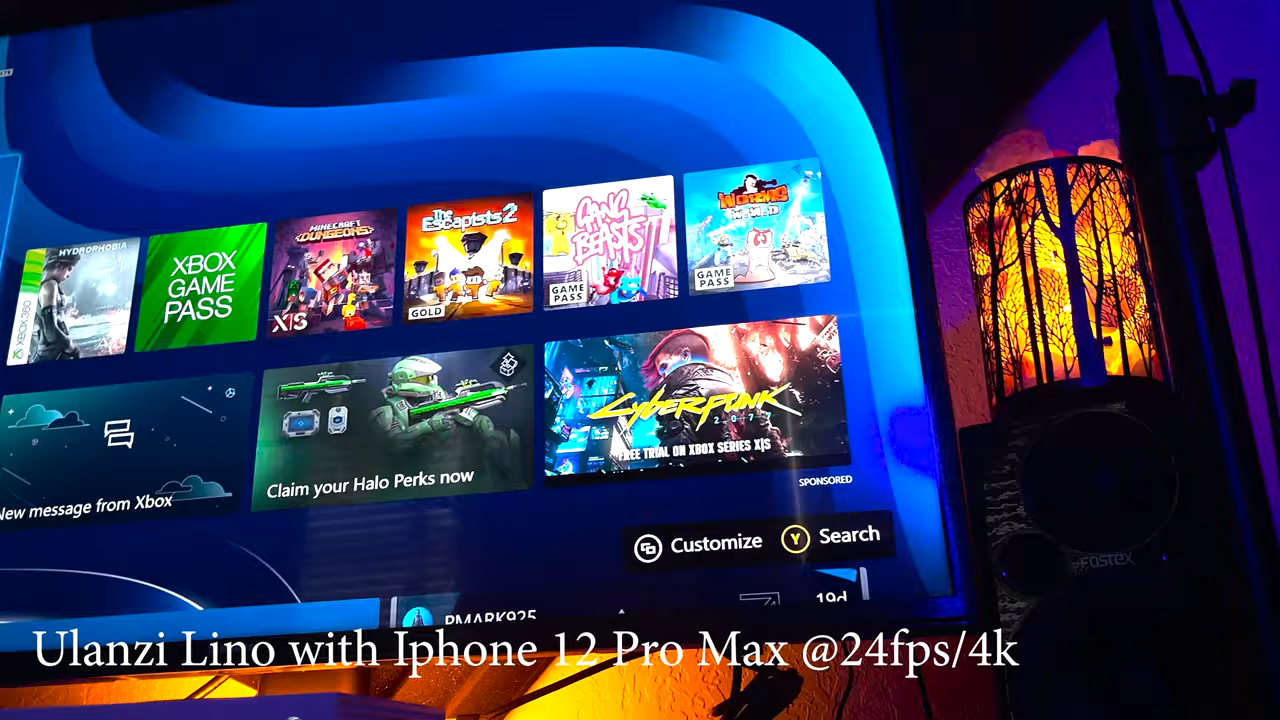 HYDROPHOBIA
XBOX360
XBOX
GAME
PASS
MINECRAFT
DUNGEONS
X|S
The
Escapists 2
GOLD
GANG
BEASTS
GAME
PASS
WORMS
W.M.D
GAME
PASS
New message from Xbox
Claim your Halo Perks now
CYBERPUNK
2077
FREE TRIAL ON XBOX SERIES X|S
SPONSORED
Customize
Y
Search
PMARK925
19d
FOSTEX
Ulanzi Lino with Iphone 12 Pro Max @24fps/4k